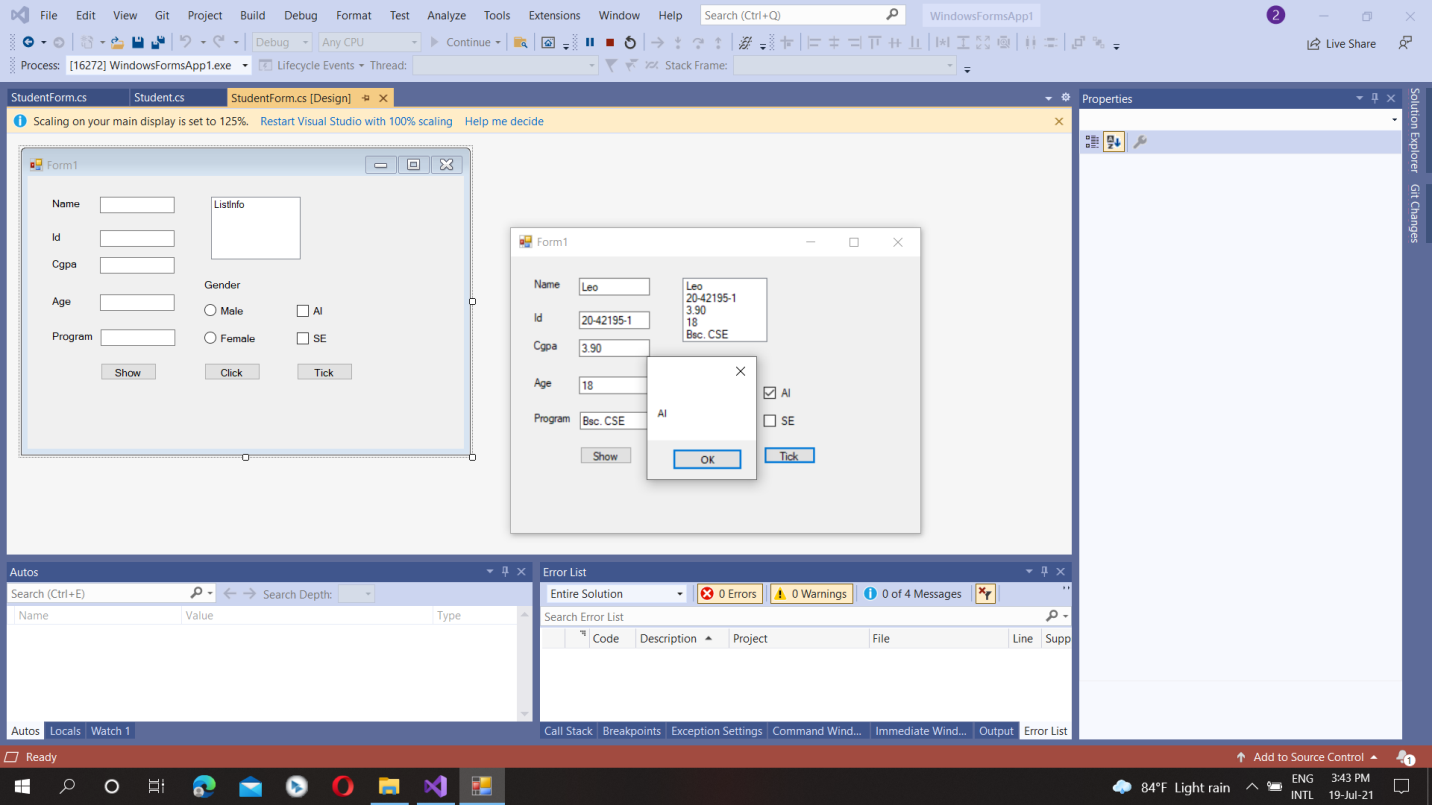 File Edit View Git Project Build Debug Format Test Analyze Tools Extensions Window Help Search (Ctrl+Q) WindowsFormsApp1 2
Debug Any CPU Continue Live Share
Process: [16272] WindowsFormsApp1.exe Lifecycle Events Thread: Stack Frame:
StudentForm.cs Student.cs StudentForm.cs [Design]
Scaling on your main display is set to 125%. Restart Visual Studio with 100% scaling Help me decide
Form1
Name
ListInfo
Id
Cgpa
Gender
Age
Male
AI
Program
Female
SE
Show
Click
Tick
Form1
Name Leo
Id 20-42195-1
Cgpa 3.90
Age 18
Program Bsc. CSE
Leo
20-42195-1
3.90
18
Bsc. CSE
AI
SE
Show
Tick
AI
OK
Properties
Solution Explorer
Git Changes
Autos
Search (Ctrl+E) Search Depth:
Name Value Type
Autos Locals Watch 1
Error List
Entire Solution 0 Errors 0 Warnings 0 of 4 Messages
Search Error List
Code Description Project File Line Supp
Call Stack Breakpoints Exception Settings Command Wind... Immediate Wind... Output Error List
Ready Add to Source Control 1
84°F Light rain
ENG
INTL
3:43 PM
19-Jul-21